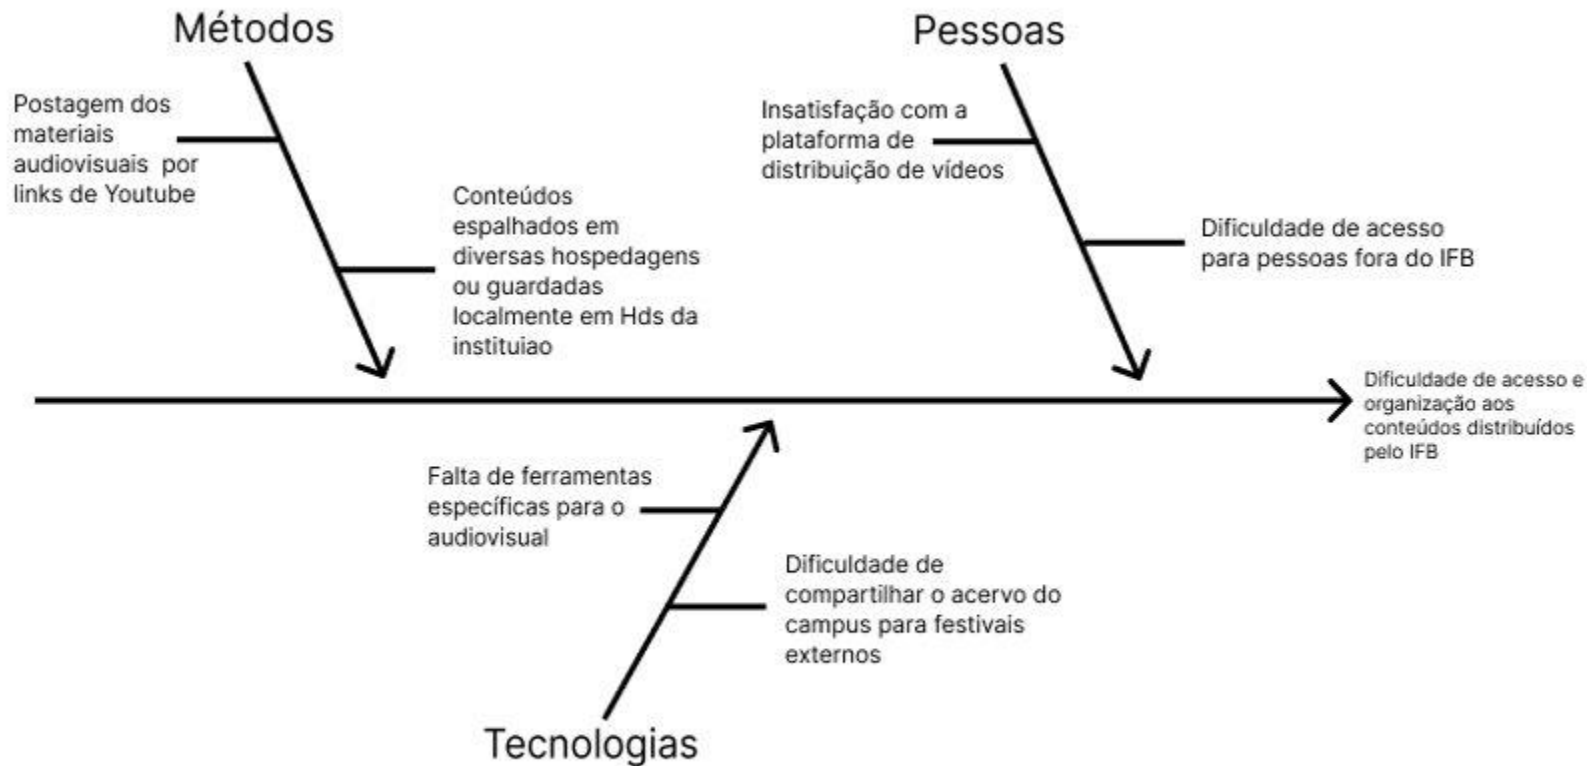 Métodos
Postagem dos
materiais
audiovisuais  por
links de Youtube
Conteúdos
espalhados em
diversas hospedagens
ou guardadas
localmente em Hds da
instituiao
Pessoas
Insatisfação com a
plataforma de
distribuição de vídeos
Dificuldade de acesso
para pessoas fora do IFB
Dificuldade de acesso e
organização aos
conteúdos distribuídos
pelo IFB
Falta de ferramentas
específicas para o
audiovisual
Dificuldade de
compartilhar o acervo do
campus para festivais
externos
Tecnologias